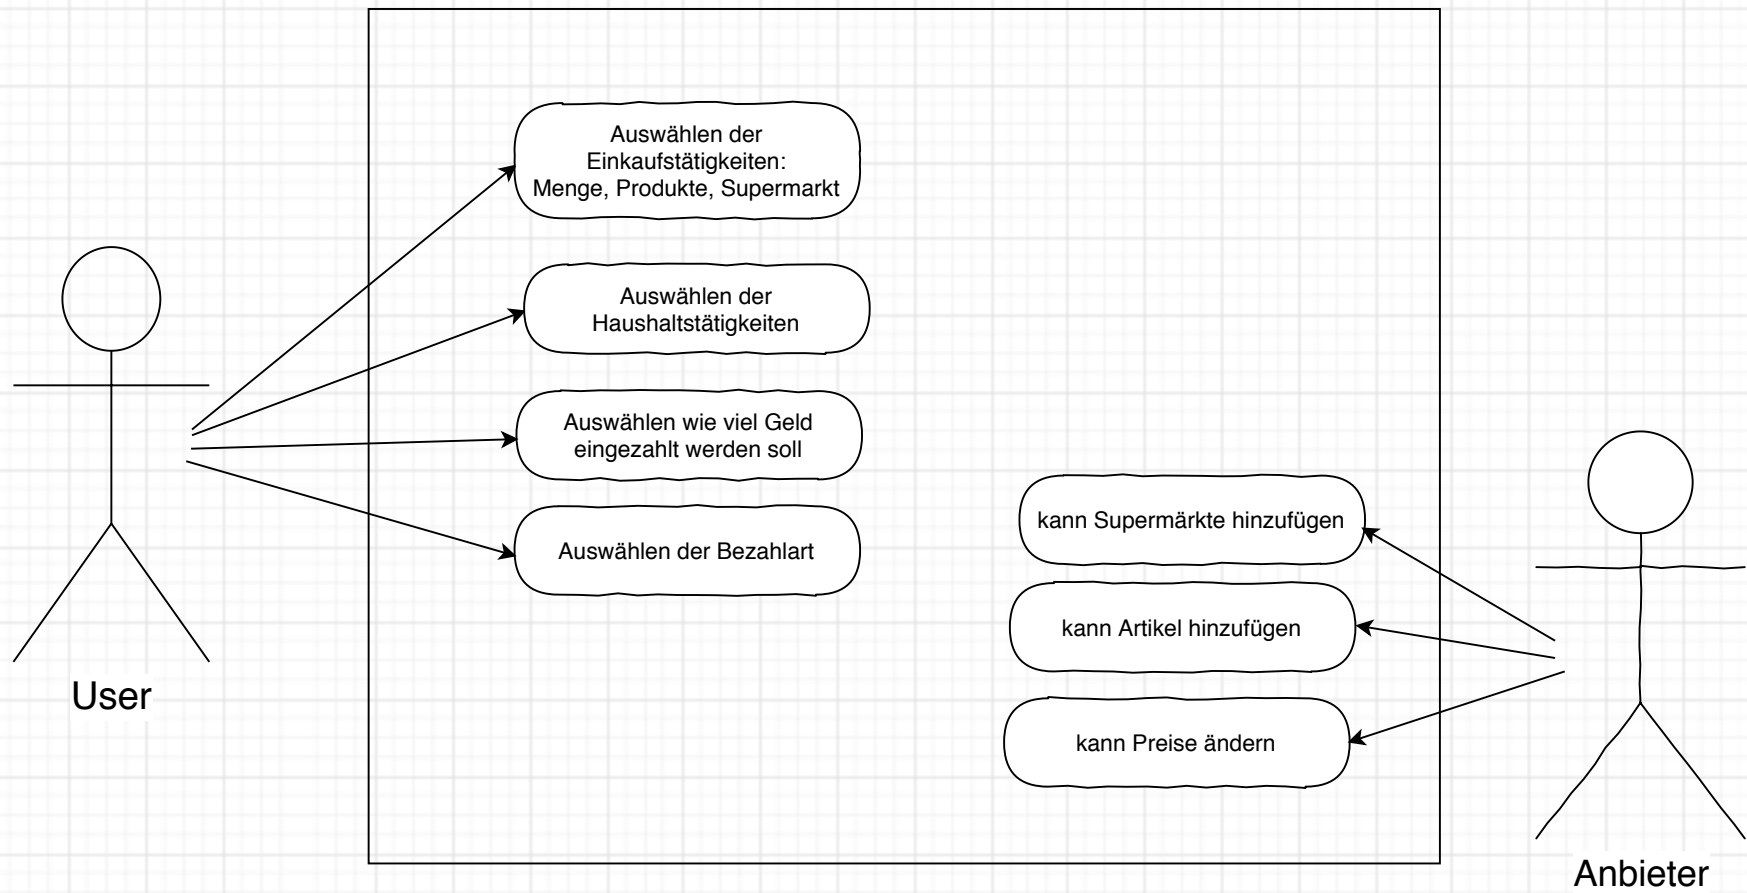 Auswählen der
Einkaufstätigkeiten:
Menge, Produkte, Supermarkt
Auswählen der
Haushaltstätigkeiten
Auswählen wie viel Geld
eingezahlt werden soll
Auswählen der Bezahlart
User
kann Supermärkte hinzufügen
kann Artikel hinzufügen
kann Preise ändern
Anbieter